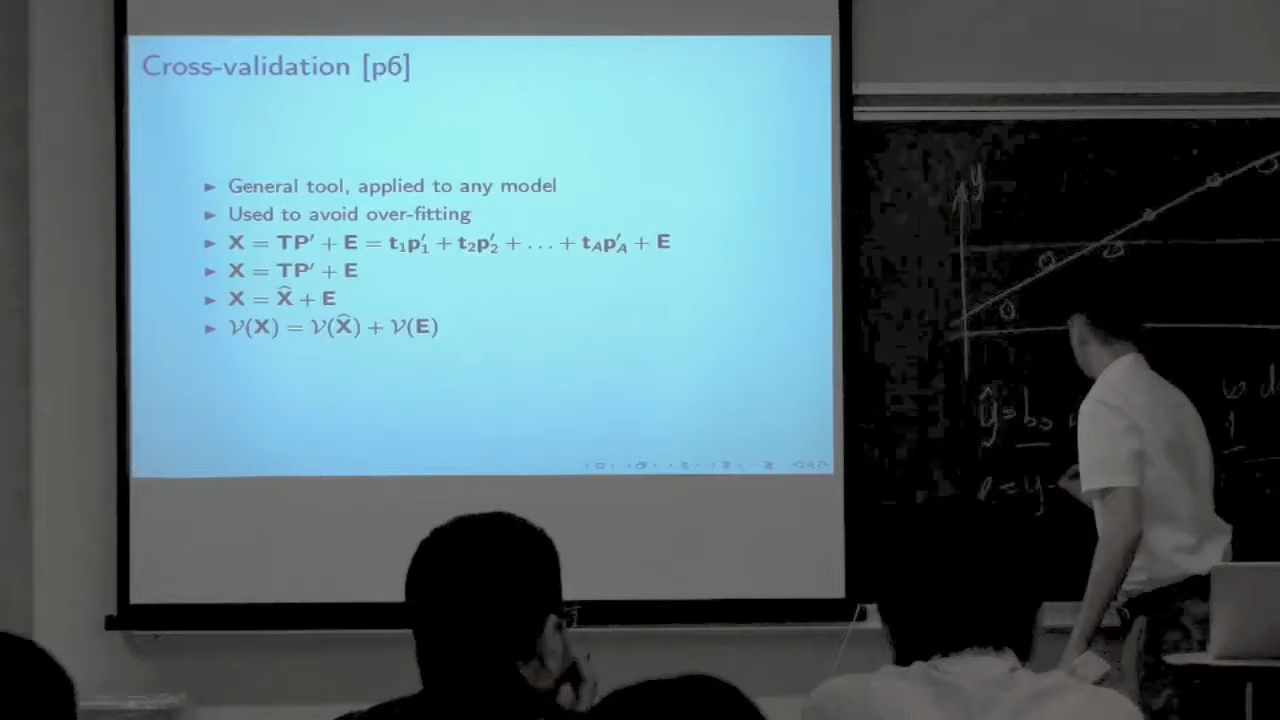 Cross-validation [p6]
► General tool, applied to any model
► Used to avoid over-fitting
► X = TP′ + E = t₁p′₁ + t₂p′₂ + … + t_Ap′_A + E
► X = TP′ + E
► X = X̂ + E
► 𝒱(X) = 𝒱(X̂) + 𝒱(E)
y
ŷ = b₀
e = y -